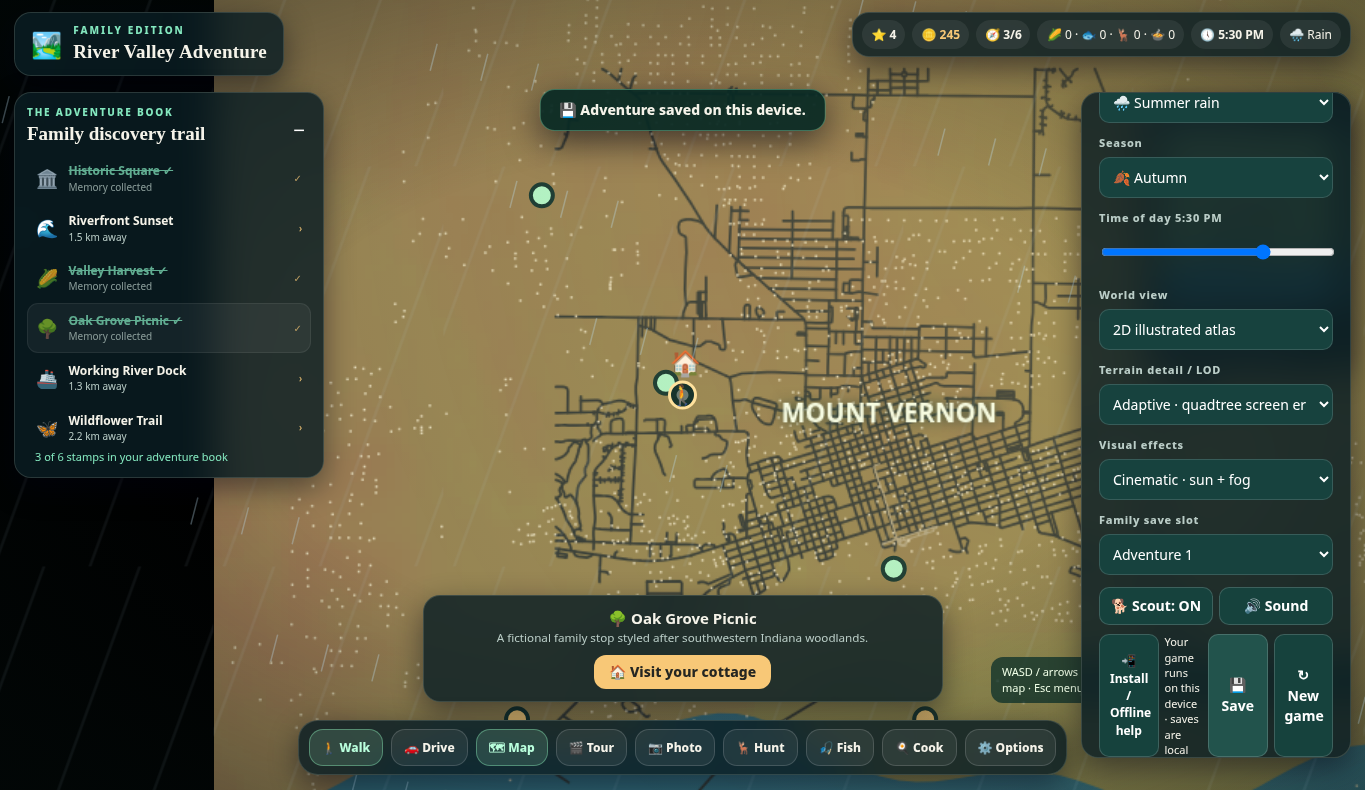 FAMILY EDITION
River Valley Adventure
4
245
3/6
0 · 0 · 0 · 0
5:30 PM
Rain
THE ADVENTURE BOOK
Family discovery trail
−
Historic Square ✓
Memory collected
✓
Riverfront Sunset
1.5 km away
›
Valley Harvest ✓
Memory collected
✓
Oak Grove Picnic ✓
Memory collected
✓
Working River Dock
1.3 km away
›
Wildflower Trail
2.2 km away
›
3 of 6 stamps in your adventure book
Adventure saved on this device.
MOUNT VERNON
Oak Grove Picnic
A fictional family stop styled after southwestern Indiana woodlands.
Visit your cottage
WASD / arrows
map · Esc menu
Walk
Drive
Map
Tour
Photo
Hunt
Fish
Cook
Options
Summer rain
Season
Autumn
Time of day 5:30 PM
World view
2D illustrated atlas
Terrain detail / LOD
Adaptive · quadtree screen er
Visual effects
Cinematic · sun + fog
Family save slot
Adventure 1
Scout: ON
Sound
Install
/
Offline
help
Your
game
runs
on this
device
· saves
are
local
Save
↻
New
game